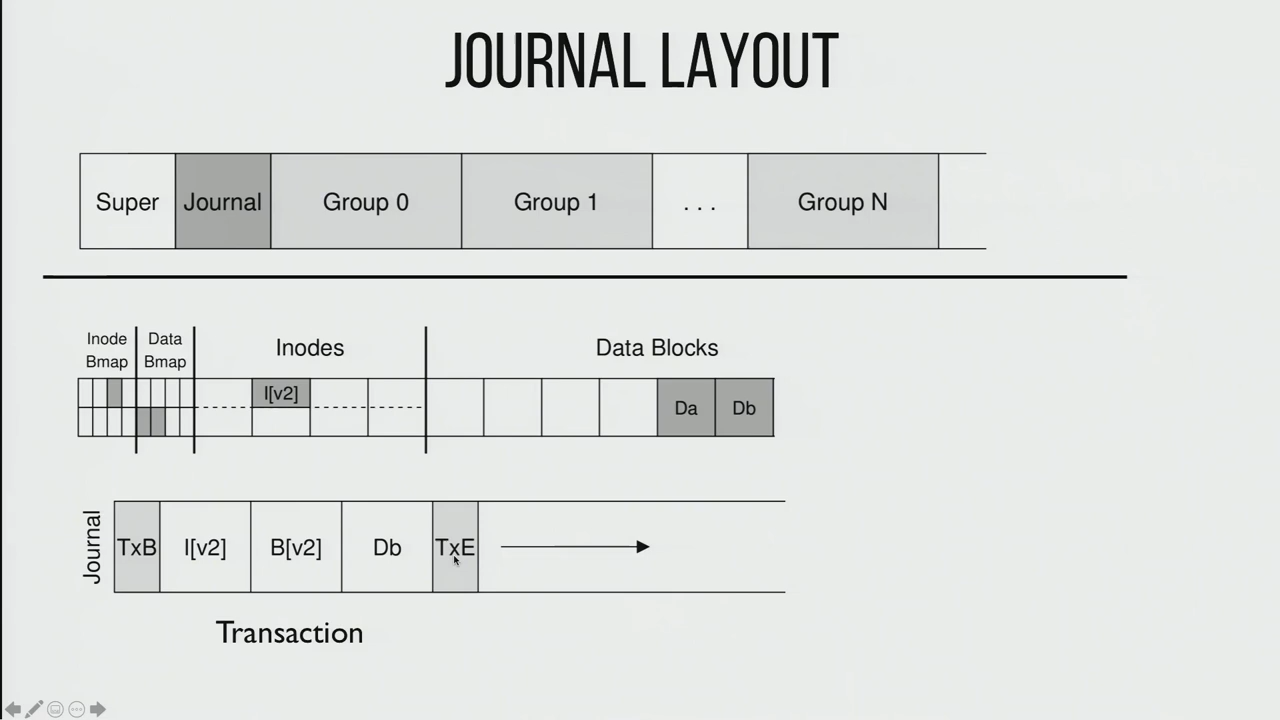 JOURNAL LAYOUT
Super Journal Group 0 Group 1 . . . Group N
Inode Bmap Data Bmap Inodes Data Blocks
I[v2] Da Db
Journal TxB I[v2] B[v2] Db TxE
Transaction